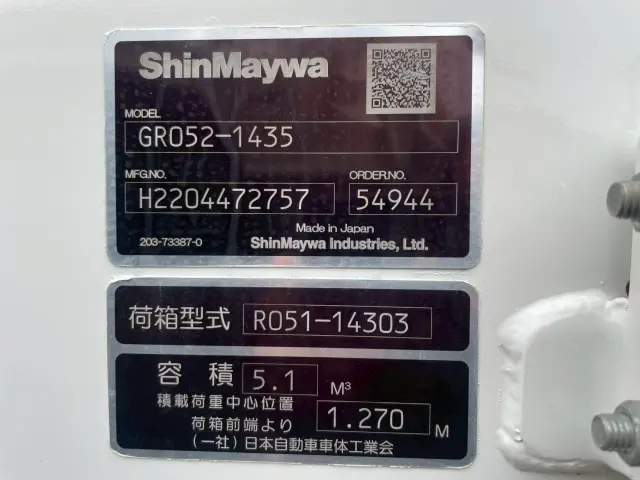 ShinMaywa
MODEL
GR052-1435
MFG.NO. ORDER.NO.
H2204472757 54944
Made in Japan
203-73387-0 ShinMaywa Industries, Ltd.
荷箱型式 R051-14303
容積 5.1 M³
積載荷重中心位置
荷箱前端より 1.270 M
(一社)日本自動車車体工業会